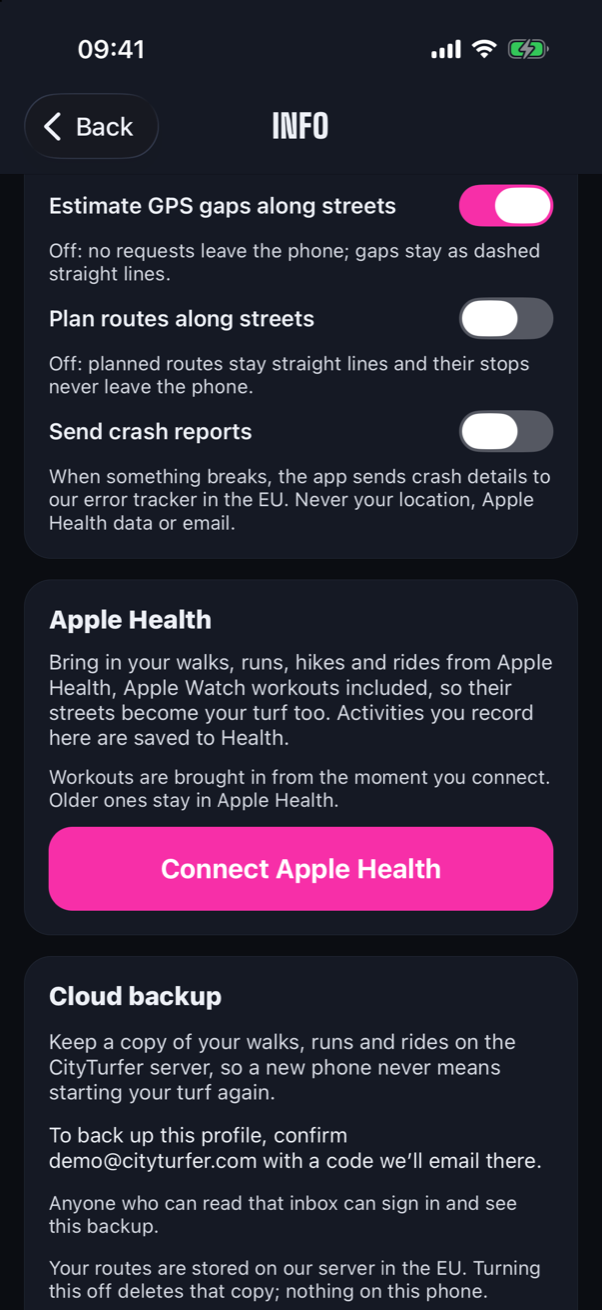 09:41
Back
INFO
Estimate GPS gaps along streets
Off: no requests leave the phone; gaps stay as dashed
straight lines.
Plan routes along streets
Off: planned routes stay straight lines and their stops
never leave the phone.
Send crash reports
When something breaks, the app sends crash details to
our error tracker in the EU. Never your location, Apple
Health data or email.
Apple Health
Bring in your walks, runs, hikes and rides from Apple
Health, Apple Watch workouts included, so their
streets become your turf too. Activities you record
here are saved to Health.
Workouts are brought in from the moment you connect.
Older ones stay in Apple Health.
Connect Apple Health
Cloud backup
Keep a copy of your walks, runs and rides on the
CityTurfer server, so a new phone never means
starting your turf again.
To back up this profile, confirm
demo@cityturfer.com with a code we’ll email there.
Anyone who can read that inbox can sign in and see
this backup.
Your routes are stored on our server in the EU. Turning
this off deletes that copy; nothing on this phone.